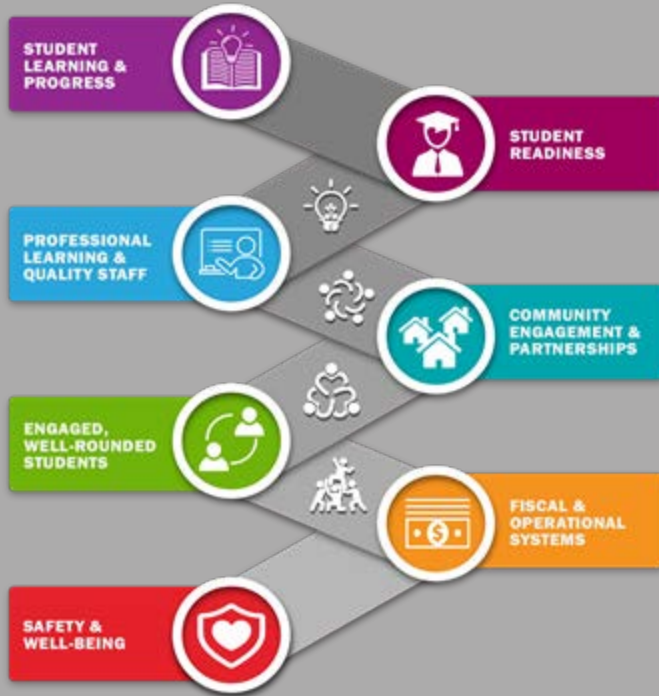 STUDENT
LEARNING &
PROGRESS
STUDENT
READINESS
PROFESSIONAL
LEARNING &
QUALITY STAFF
COMMUNITY
ENGAGEMENT &
PARTNERSHIPS
ENGAGED,
WELL-ROUNDED
STUDENTS
FISCAL &
OPERATIONAL
SYSTEMS
SAFETY &
WELL-BEING